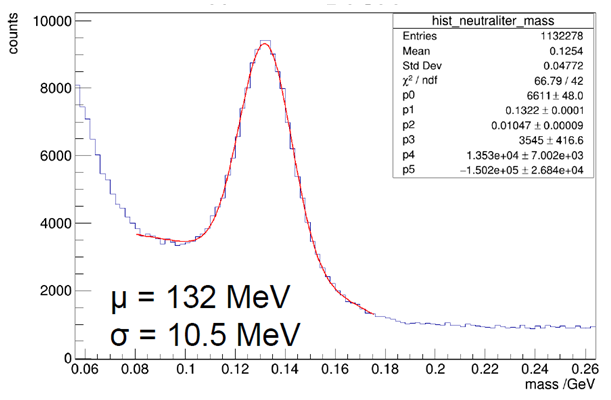 counts
10000
8000
6000
4000
2000
0
hist_neutraliter_mass
Entries 1132278
Mean 0.1254
Std Dev 0.04772
χ² / ndf 66.79 / 42
p0 6611 ± 48.0
p1 0.1322 ± 0.0001
p2 0.01047 ± 0.00009
p3 3545 ± 416.6
p4 1.353e+04 ± 7.002e+03
p5 −1.502e+05 ± 2.684e+04
μ = 132 MeV
σ = 10.5 MeV
0.06 0.08 0.1 0.12 0.14 0.16 0.18 0.2 0.22 0.24 0.26
mass /GeV